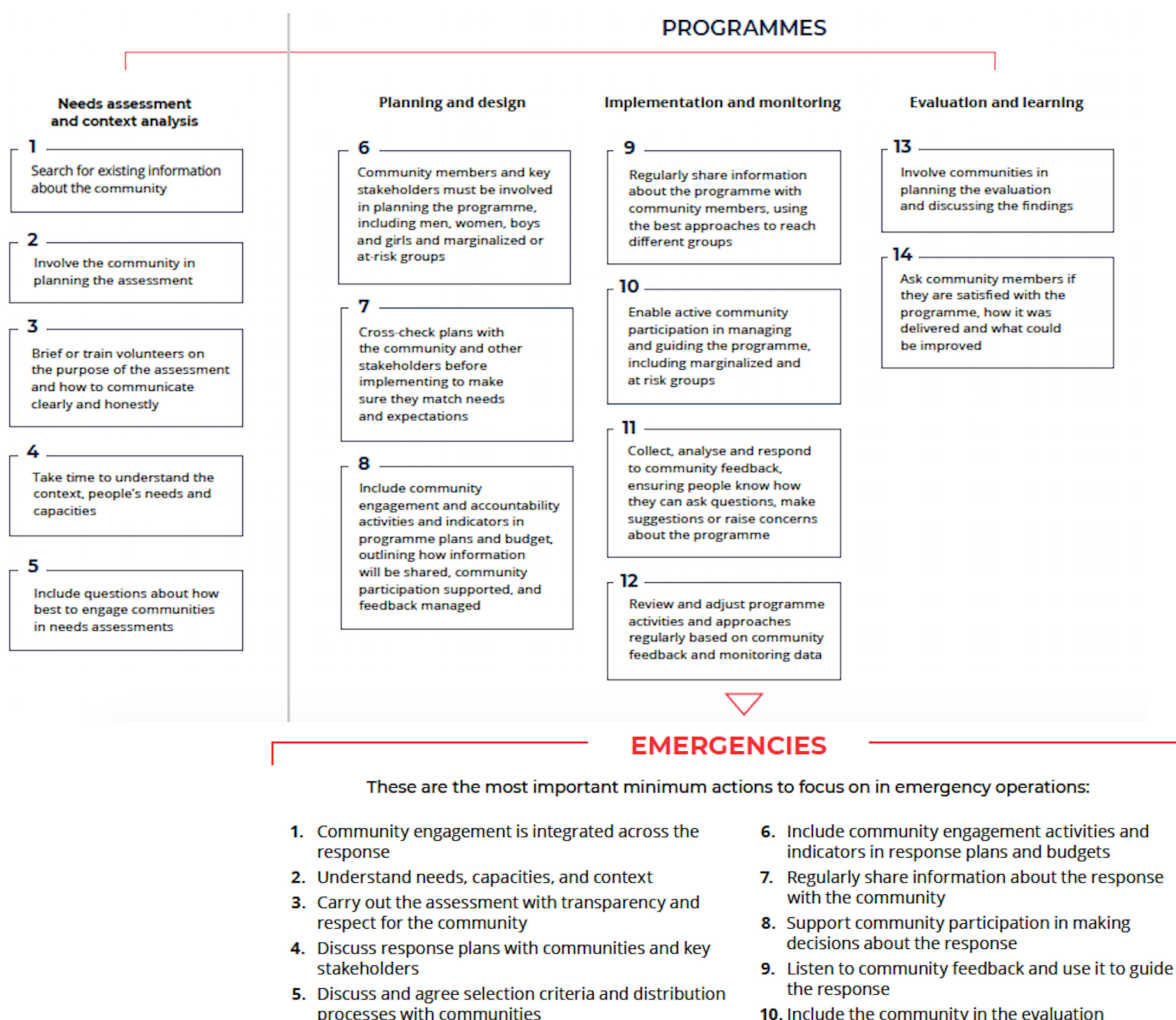 PROGRAMMES
Needs assessment
and context analysis
1
Search for existing information
about the community
2
Involve the community in
planning the assessment
3
Brief or train volunteers on
the purpose of the assessment
and how to communicate
clearly and honestly
4
Take time to understand the
context, people's needs and
capacities
5
Include questions about how
best to engage communities
in needs assessments
Planning and design
6
Community members and key
stakeholders must be involved
in planning the programme,
including men, women, boys
and girls and marginalized or
at-risk groups
7
Cross-check plans with
the community and other
stakeholders before
implementing to make
sure they match needs
and expectations
8
Include community
engagement and accountability
activities and indicators in
programme plans and budget,
outlining how information
will be shared, community
participation supported, and
feedback managed
Implementation and monitoring
9
Regularly share information
about the programme with
community members, using
the best approaches to reach
different groups
10
Enable active community
participation in managing
and guiding the programme,
including marginalized and
at risk groups
11
Collect, analyse and respond
to community feedback,
ensuring people know how
they can ask questions, make
suggestions or raise concerns
about the programme
12
Review and adjust programme
activities and approaches
regularly based on community
feedback and monitoring data
Evaluation and learning
13
Involve communities in
planning the evaluation
and discussing the findings
14
Ask community members if
they are satisfied with the
programme, how it was
delivered and what could
be improved
EMERGENCIES
These are the most important minimum actions to focus on in emergency operations:
1. Community engagement is integrated across the
response
2. Understand needs, capacities, and context
3. Carry out the assessment with transparency and
respect for the community
4. Discuss response plans with communities and key
stakeholders
5. Discuss and agree selection criteria and distribution
processes with communities
6. Include community engagement activities and
indicators in response plans and budgets
7. Regularly share information about the response
with the community
8. Support community participation in making
decisions about the response
9. Listen to community feedback and use it to guide
the response
10. Include the community in the evaluation